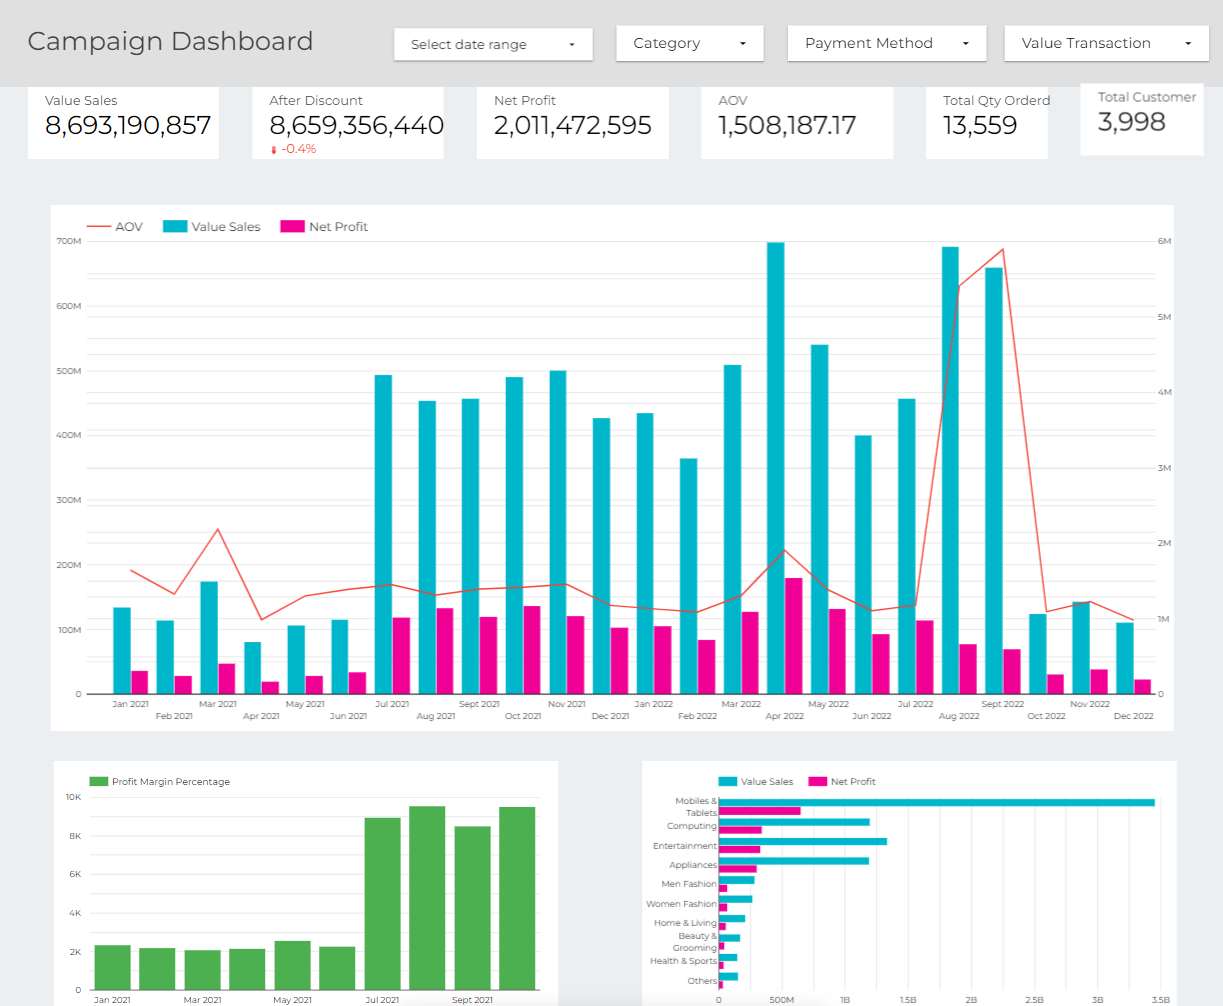 Campaign Dashboard
Select date range
Category
Payment Method
Value Transaction
Value Sales
8,693,190,857
After Discount
8,659,356,440
-0.4%
Net Profit
2,011,472,595
AOV
1,508,187.17
Total Qty Orderd
13,559
Total Customer
3,998
AOV Value Sales Net Profit
700M
600M
500M
400M
300M
200M
100M
0
6M
5M
4M
3M
2M
1M
0
Jan 2021 Mar 2021 May 2021 Jul 2021 Sept 2021 Nov 2021 Jan 2022 Mar 2022 May 2022 Jul 2022 Sept 2022 Nov 2022
Feb 2021 Apr 2021 Jun 2021 Aug 2021 Oct 2021 Dec 2021 Feb 2022 Apr 2022 Jun 2022 Aug 2022 Oct 2022 Dec 2022
Profit Margin Percentage
10K
8K
6K
4K
2K
0
Jan 2021 Mar 2021 May 2021 Jul 2021 Sept 2021
Value Sales Net Profit
Mobiles &
Tablets
Computing
Entertainment
Appliances
Men Fashion
Women Fashion
Home & Living
Beauty &
Grooming
Health & Sports
Others
0 500M 1B 1.5B 2B 2.5B 3B 3.5B